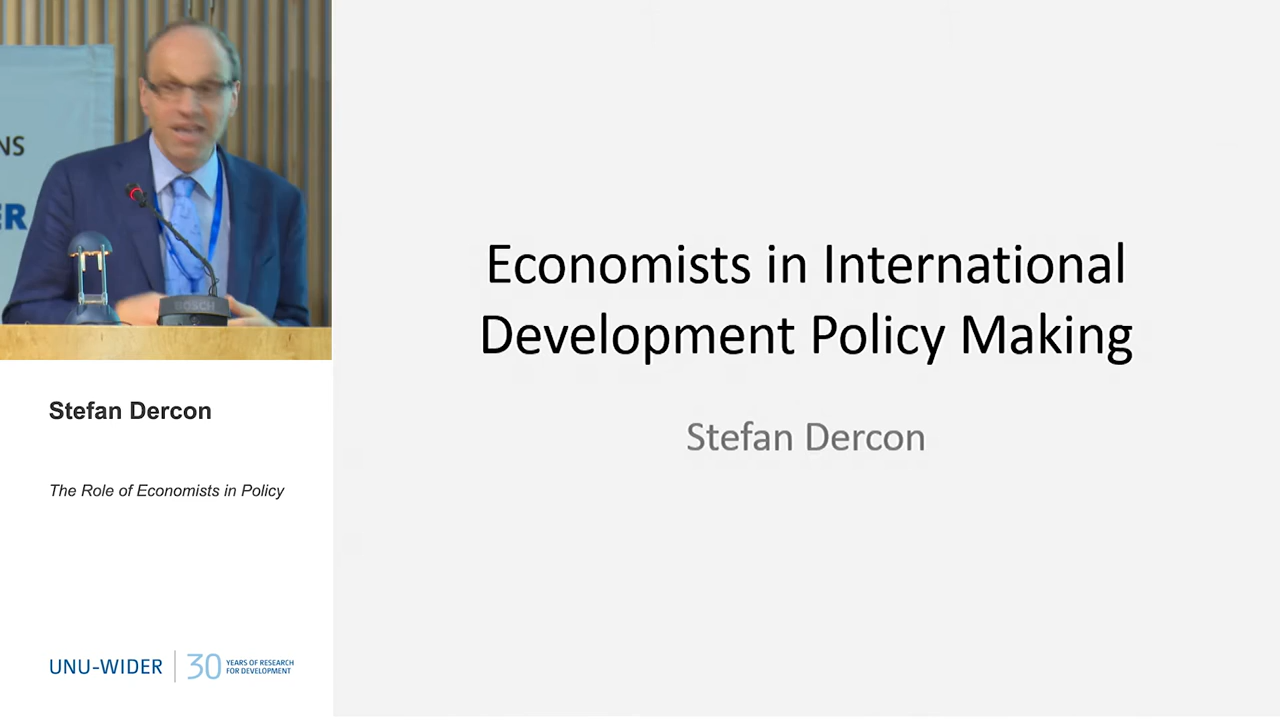 NS
ER
BOSCH
Stefan Dercon
The Role of Economists in Policy
UNU-WIDER
30
YEARS OF RESEARCH
FOR DEVELOPMENT
Economists in International
Development Policy Making
Stefan Dercon